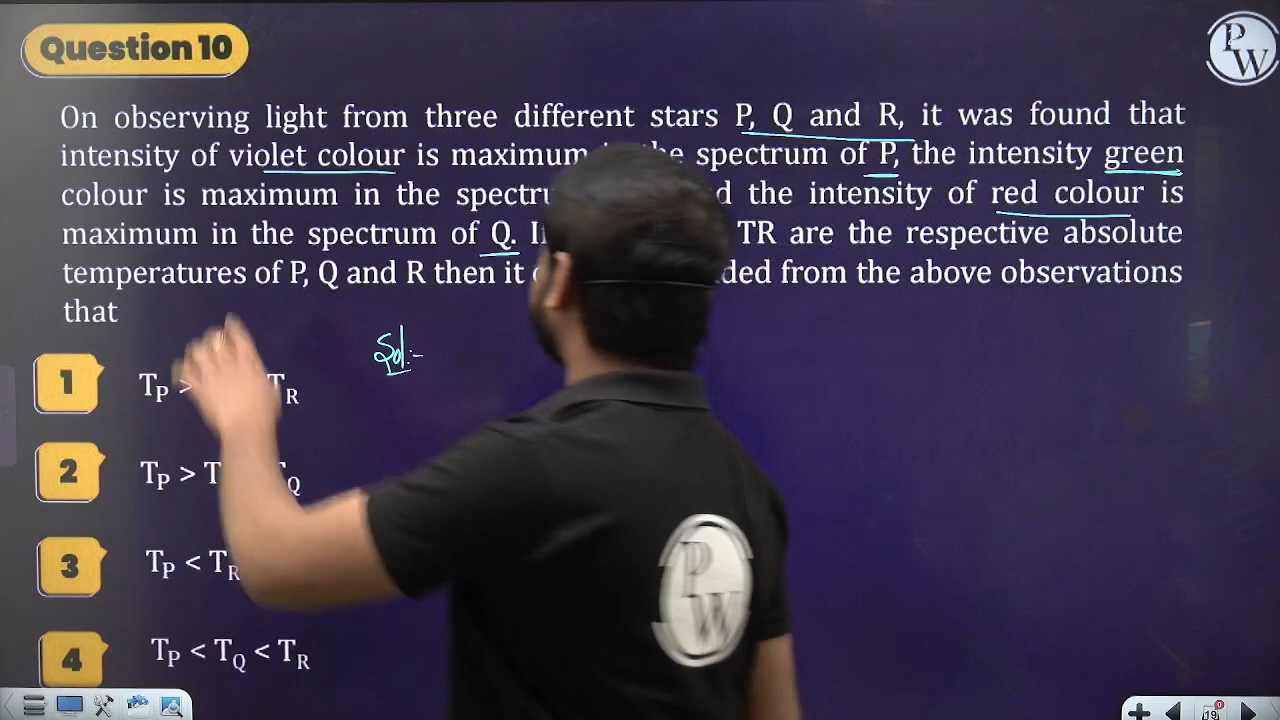 Question 10
P
W
On observing light from three different stars P, Q and R, it was found that
intensity of violet colour is maximum the spectrum of P, the intensity green
colour is maximum in the and the intensity of red colour is
maximum in the spectrum of Q. TR are the respective absolute
temperatures of P, Q and R then it from the above observations
that
Sol:-
1 TP > TR
2 TP > T Q
3 TP < TR
4 TP < TQ < TR
P
W
19